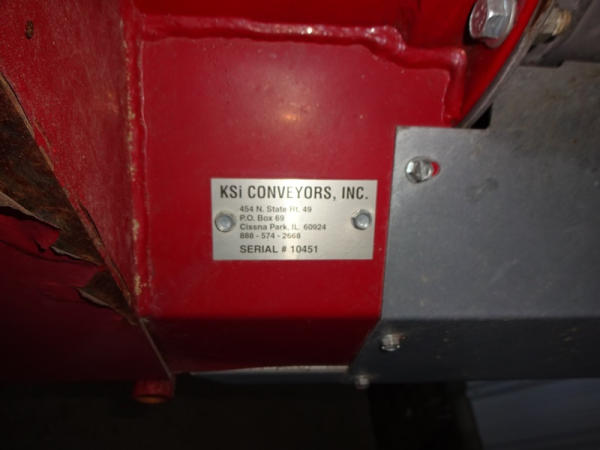 KSi CONVEYORS, INC.
454 N. State Rt. 49
P.O. Box 69
Cissna Park, IL 60924
888 - 574 - 2668
SERIAL # 10451